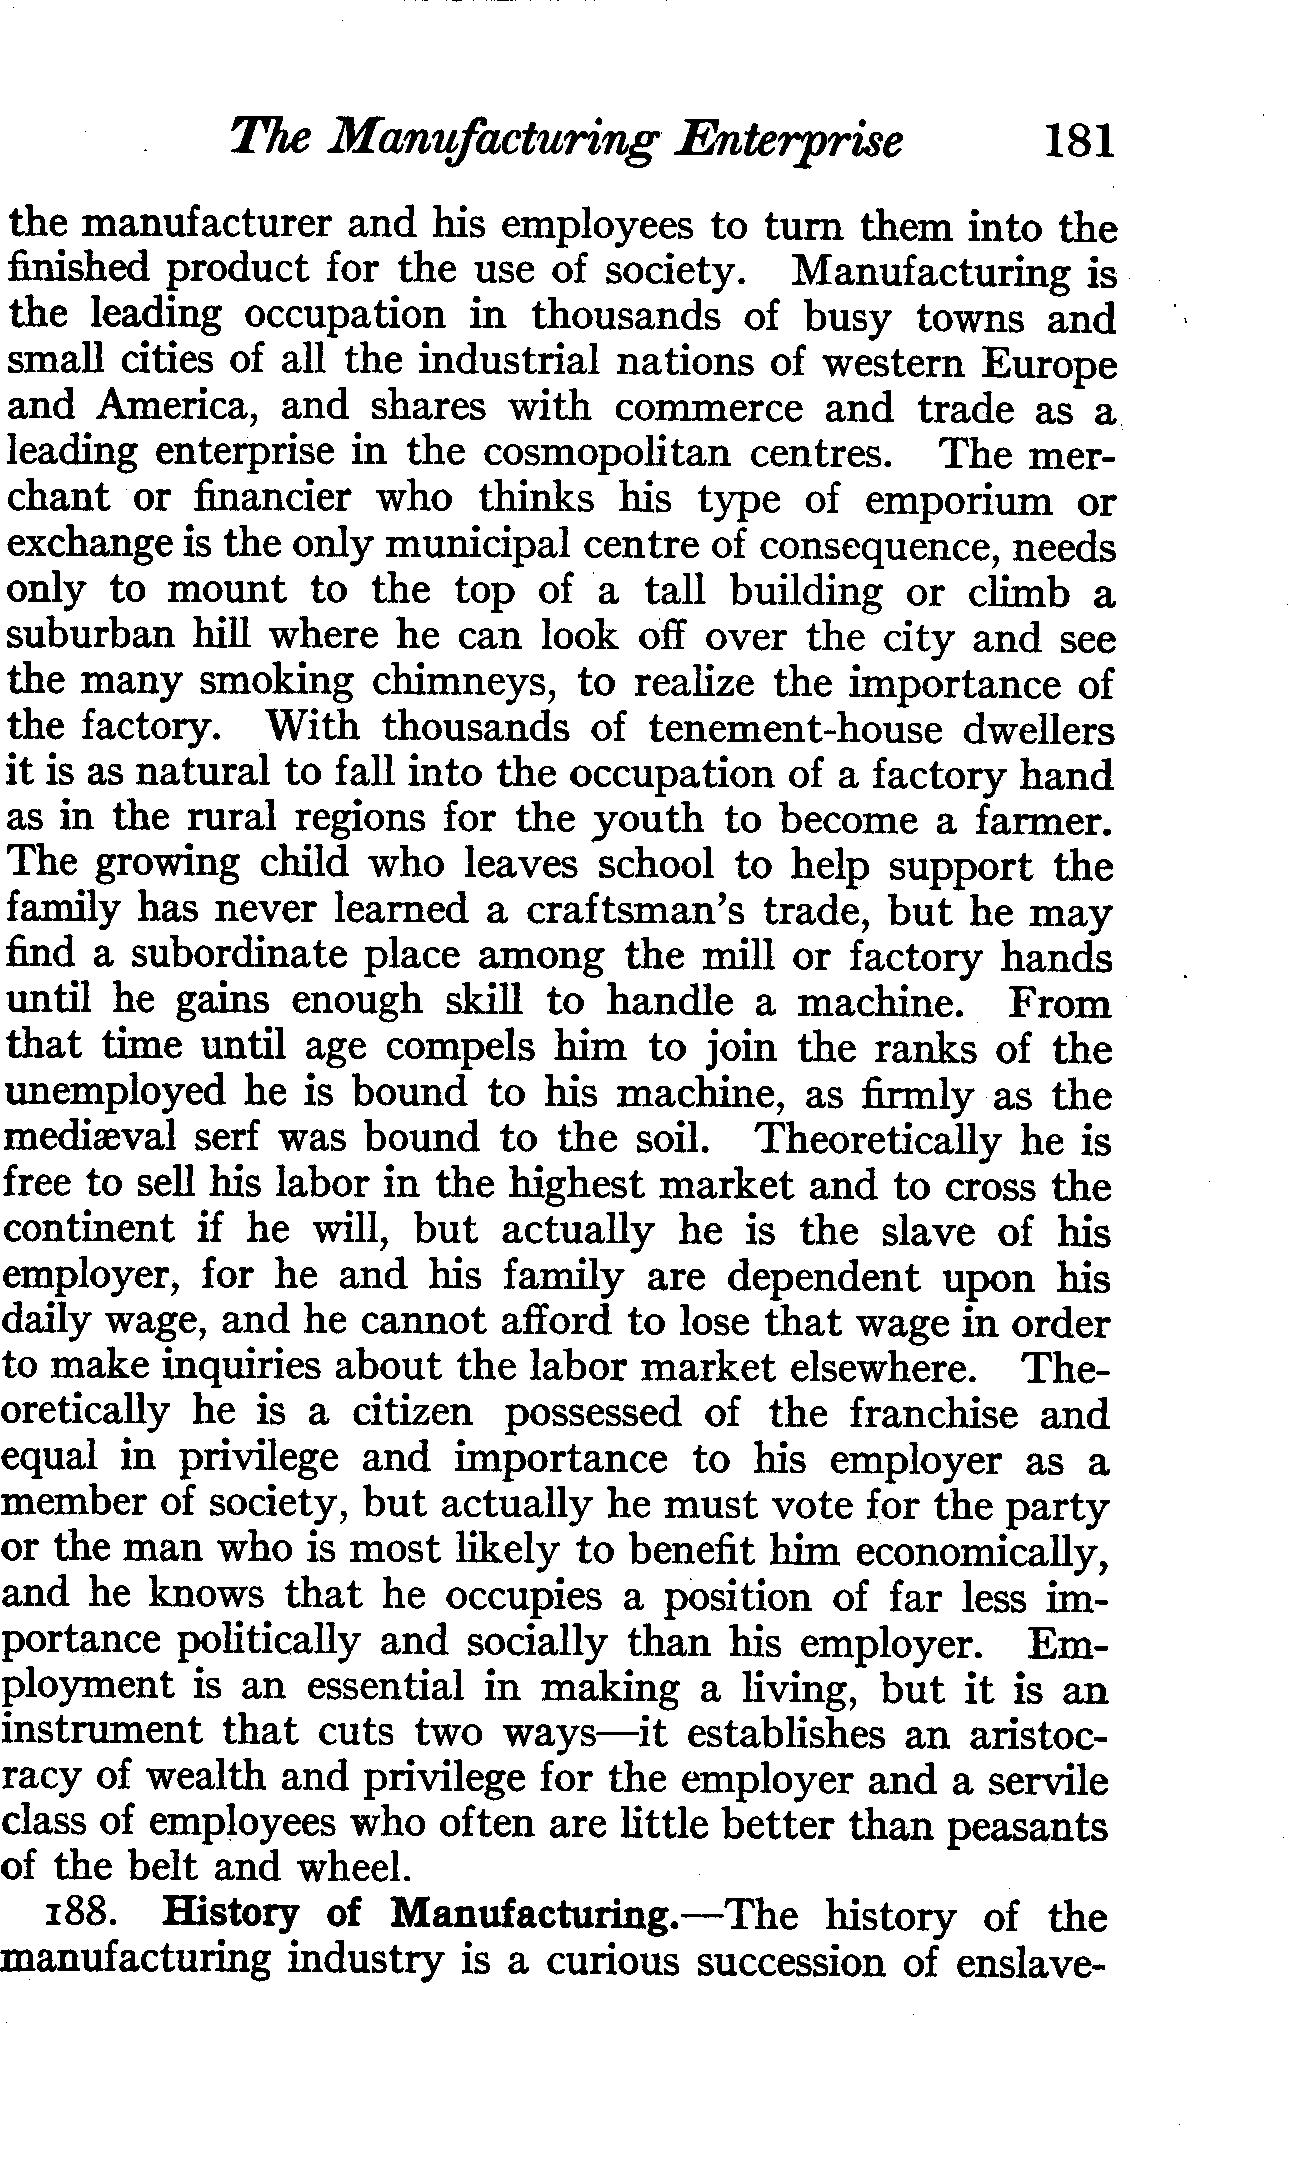 The Manufacturing Enterprise 181
the manufacturer and his employees to turn them into the
finished product for the use of society. Manufacturing is
the leading occupation in thousands of busy towns and
small cities of all the industrial nations of western Europe
and America, and shares with commerce and trade as a
leading enterprise in the cosmopolitan centres. The mer-
chant or financier who thinks his type of emporium or
exchange is the only municipal centre of consequence, needs
only to mount to the top of a tall building or climb a
suburban hill where he can look off over the city and see
the many smoking chimneys, to realize the importance of
the factory. With thousands of tenement-house dwellers
it is as natural to fall into the occupation of a factory hand
as in the rural regions for the youth to become a farmer.
The growing child who leaves school to help support the
family has never learned a craftsman's trade, but he may
find a subordinate place among the mill or factory hands
until he gains enough skill to handle a machine. From
that time until age compels him to join the ranks of the
unemployed he is bound to his machine, as firmly as the
mediæval serf was bound to the soil. Theoretically he is
free to sell his labor in the highest market and to cross the
continent if he will, but actually he is the slave of his
employer, for he and his family are dependent upon his
daily wage, and he cannot afford to lose that wage in order
to make inquiries about the labor market elsewhere. The-
oretically he is a citizen possessed of the franchise and
equal in privilege and importance to his employer as a
member of society, but actually he must vote for the party
or the man who is most likely to benefit him economically,
and he knows that he occupies a position of far less im-
portance politically and socially than his employer. Em-
ployment is an essential in making a living, but it is an
instrument that cuts two ways—it establishes an aristoc-
racy of wealth and privilege for the employer and a servile
class of employees who often are little better than peasants
of the belt and wheel.
188. History of Manufacturing.—The history of the
manufacturing industry is a curious succession of enslave-